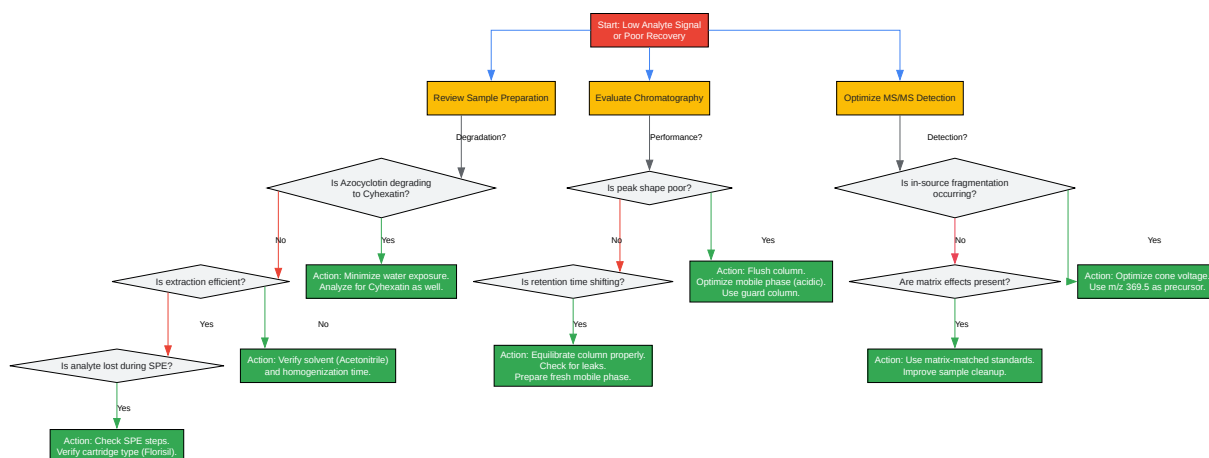 Start: Low Analyte Signal
or Poor Recovery
Review Sample Preparation
Evaluate Chromatography
Optimize MS/MS Detection
Degradation?
Performance?
Detection?
Is Azocyclotin degrading
to Cyhexatin?
Is peak shape poor?
Is in-source fragmentation
occurring?
No
Yes
No
Yes
No
Yes
Is extraction efficient?
Action: Minimize water exposure.
Analyze for Cyhexatin as well.
Is retention time shifting?
Action: Flush column.
Optimize mobile phase (acidic).
Use guard column.
Are matrix effects present?
Action: Optimize cone voltage.
Use m/z 369.5 as precursor.
Yes
No
Yes
Yes
Is analyte lost during SPE?
Action: Verify solvent (Acetonitrile)
and homogenization time.
Action: Equilibrate column properly.
Check for leaks.
Prepare fresh mobile phase.
Action: Use matrix-matched standards.
Improve sample cleanup.
Yes
Action: Check SPE steps.
Verify cartridge type (Florisil).